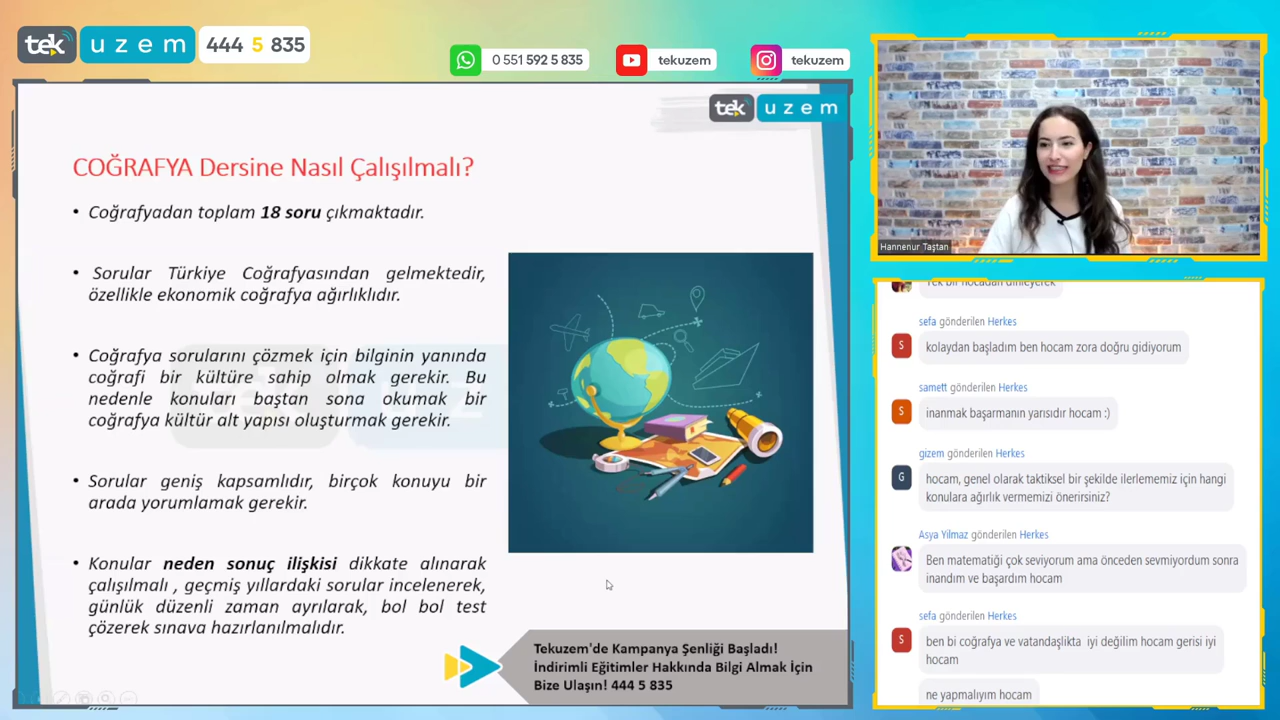 tek uzem 444 5 835
0 551 592 5 835
tekuzem
tekuzem
tek uzem
COĞRAFYA Dersine Nasıl Çalışılmalı?
• Coğrafyadan toplam 18 soru çıkmaktadır.
• Sorular Türkiye Coğrafyasından gelmektedir,
özellikle ekonomik coğrafya ağırlıklıdır.
• Coğrafya sorularını çözmek için bilginin yanında
coğrafi bir kültüre sahip olmak gerekir. Bu
nedenle konuları baştan sona okumak bir
coğrafya kültür alt yapısı oluşturmak gerekir.
• Sorular geniş kapsamlıdır, birçok konuyu bir
arada yorumlamak gerekir.
• Konular neden sonuç ilişkisi dikkate alınarak
çalışılmalı , geçmiş yıllardaki sorular incelenerek,
günlük düzenli zaman ayrılarak, bol bol test
çözerek sınava hazırlanılmalıdır.
Tekuzem'de Kampanya Şenliği Başladı!
İndirimli Eğitimler Hakkında Bilgi Almak İçin
Bize Ulaşın! 444 5 835
Hannenur Taştan
Tek bir hocadan dinleyerek
sefa gönderilen Herkes
S
kolaydan başladım ben hocam zora doğru gidiyorum
samett gönderilen Herkes
S
inanmak başarmanın yarısıdır hocam :)
gizem gönderilen Herkes
G
hocam, genel olarak taktiksel bir şekilde ilerlememiz için hangi
konulara ağırlık vermemizi önerirsiniz?
Asya Yilmaz gönderilen Herkes
Ben matematiği çok seviyorum ama önceden sevmiyordum sonra
inandım ve başardım hocam
sefa gönderilen Herkes
S
ben bi coğrafya ve vatandaşlikta iyi değilim hocam gerisi iyi
hocam
ne yapmalıyım hocam